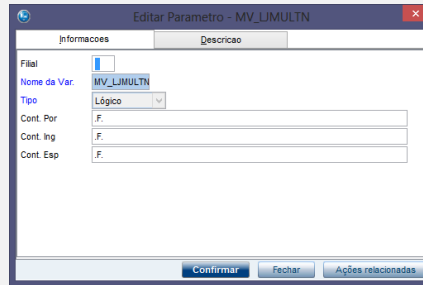 Editar Parametro - MV_LJMULTN
Informacoes Descricao
Filial
Nome da Var. MV_LJMULTN
Tipo Lógico
Cont. Por .F.
Cont. Ing .F.
Cont. Esp .F.
Confirmar Fechar Ações relacionadas